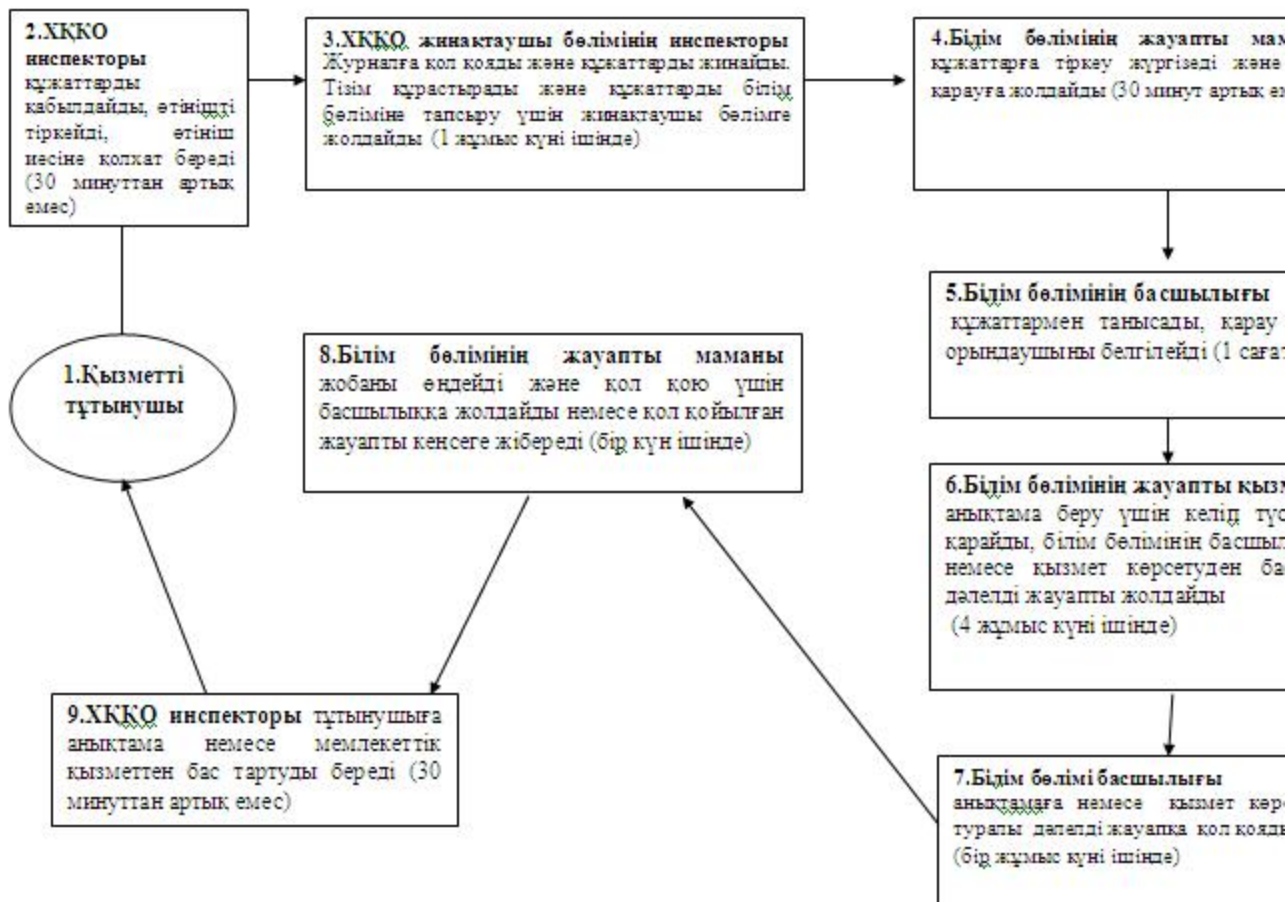 2.ХҚКО
инспекторы
құжаттарды
қабылдайды, өтінішті
тіркейді, өтініш
иесіне қолхат береді
(30 минуттан артық
емес)
3.ХҚКО жинақтаушы бөлімінің инспекторы
Журналға қол қояды және құжаттарды жинайды.
Тізім құрастырады және құжаттарды білім
бөліміне тапсыру үшін жинақтаушы бөлімге
жолдайды (1 жұмыс күні ішінде)
4.Білім бөлімінің жауапты
құжаттарға тіркеу жүргізеді және
қарауға жолдайды (30 минут артық
5.Білім бөлімінің басшылығы
құжаттармен танысады, қарау
орындаушыны белгілейді (1
6.Білім бөлімінің жауапты
анықтама беру үшін келіп
қарайды, білім бөлімінің
немесе қызмет көрсетуден
дәлелді жауапты жолдайды
(4 жұмыс күні ішінде)
7.Білім бөлімі басшылығы
анықтамаға немесе қызмет
туралы дәлелді жауапқа қол
(бір жұмыс күні ішінде)
8.Білім бөлімінің жауапты маманы
жобаны өңдейді және қол қою үшін
басшылыққа жолдайды немесе қол қойылған
жауапты кеңсеге жібереді (бір күн ішінде)
9.ХҚКО инспекторы тұтынушыға
анықтама немесе мемлекеттік
қызметтен бас тартуды береді (30
минуттан артық емес)
1.Қызметті
тұтынушы